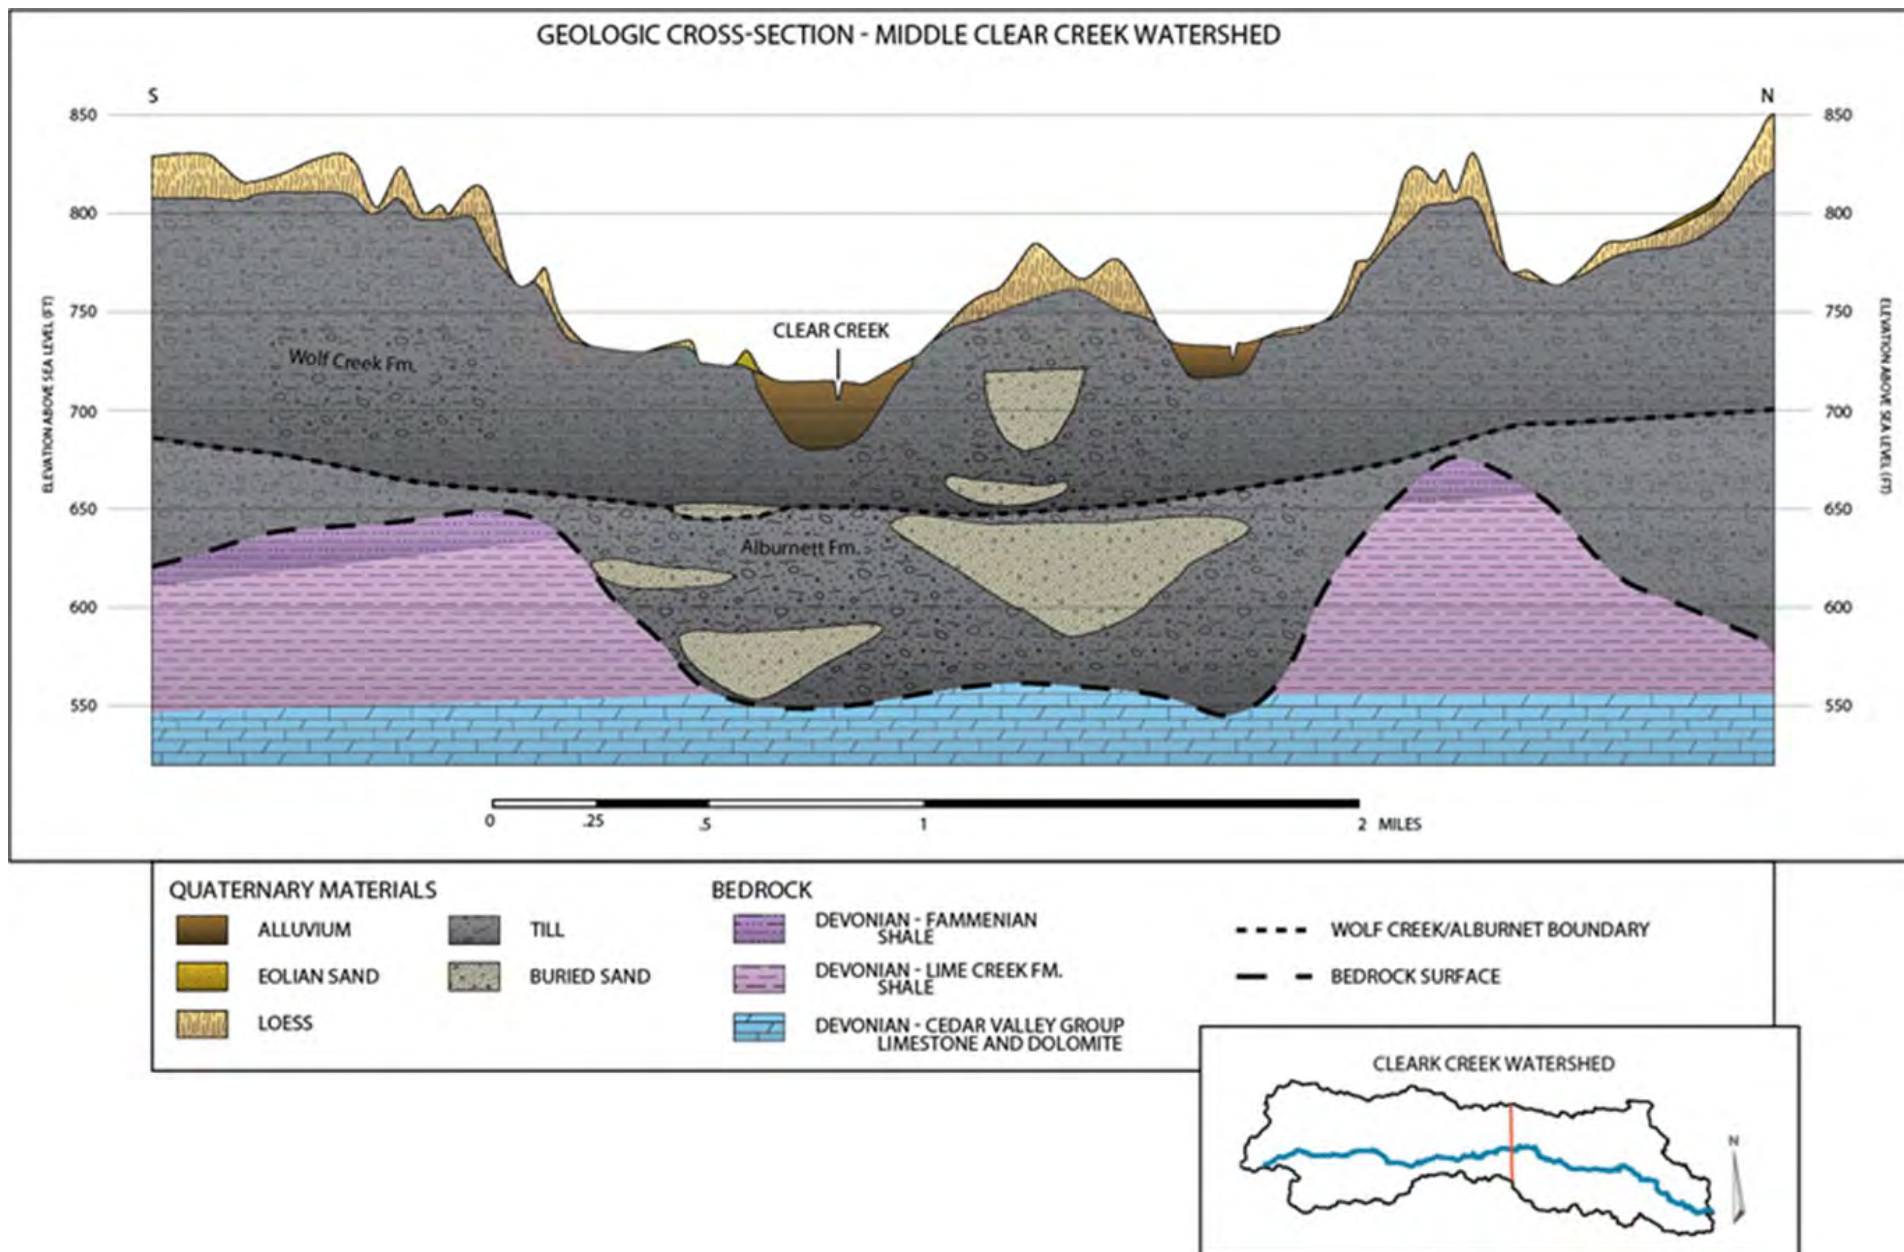 GEOLOGIC CROSS-SECTION - MIDDLE CLEAR CREEK WATERSHED
S
N
850
850
800
800
750
750
700
700
650
650
600
600
550
550
ELEVATION ABOVE SEA LEVEL (FT)
ELEVATION ABOVE SEA LEVEL (FT)
CLEAR CREEK
Wolf Creek Fm.
Alburnett Fm.
0 .25 .5 1 2 MILES
QUATERNARY MATERIALS
ALLUVIUM
EOLIAN SAND
LOESS
TILL
BURIED SAND
BEDROCK
DEVONIAN - FAMMENIAN
SHALE
DEVONIAN - LIME CREEK FM.
SHALE
DEVONIAN - CEDAR VALLEY GROUP
LIMESTONE AND DOLOMITE
WOLF CREEK/ALBURNET BOUNDARY
BEDROCK SURFACE
CLEARK CREEK WATERSHED
N